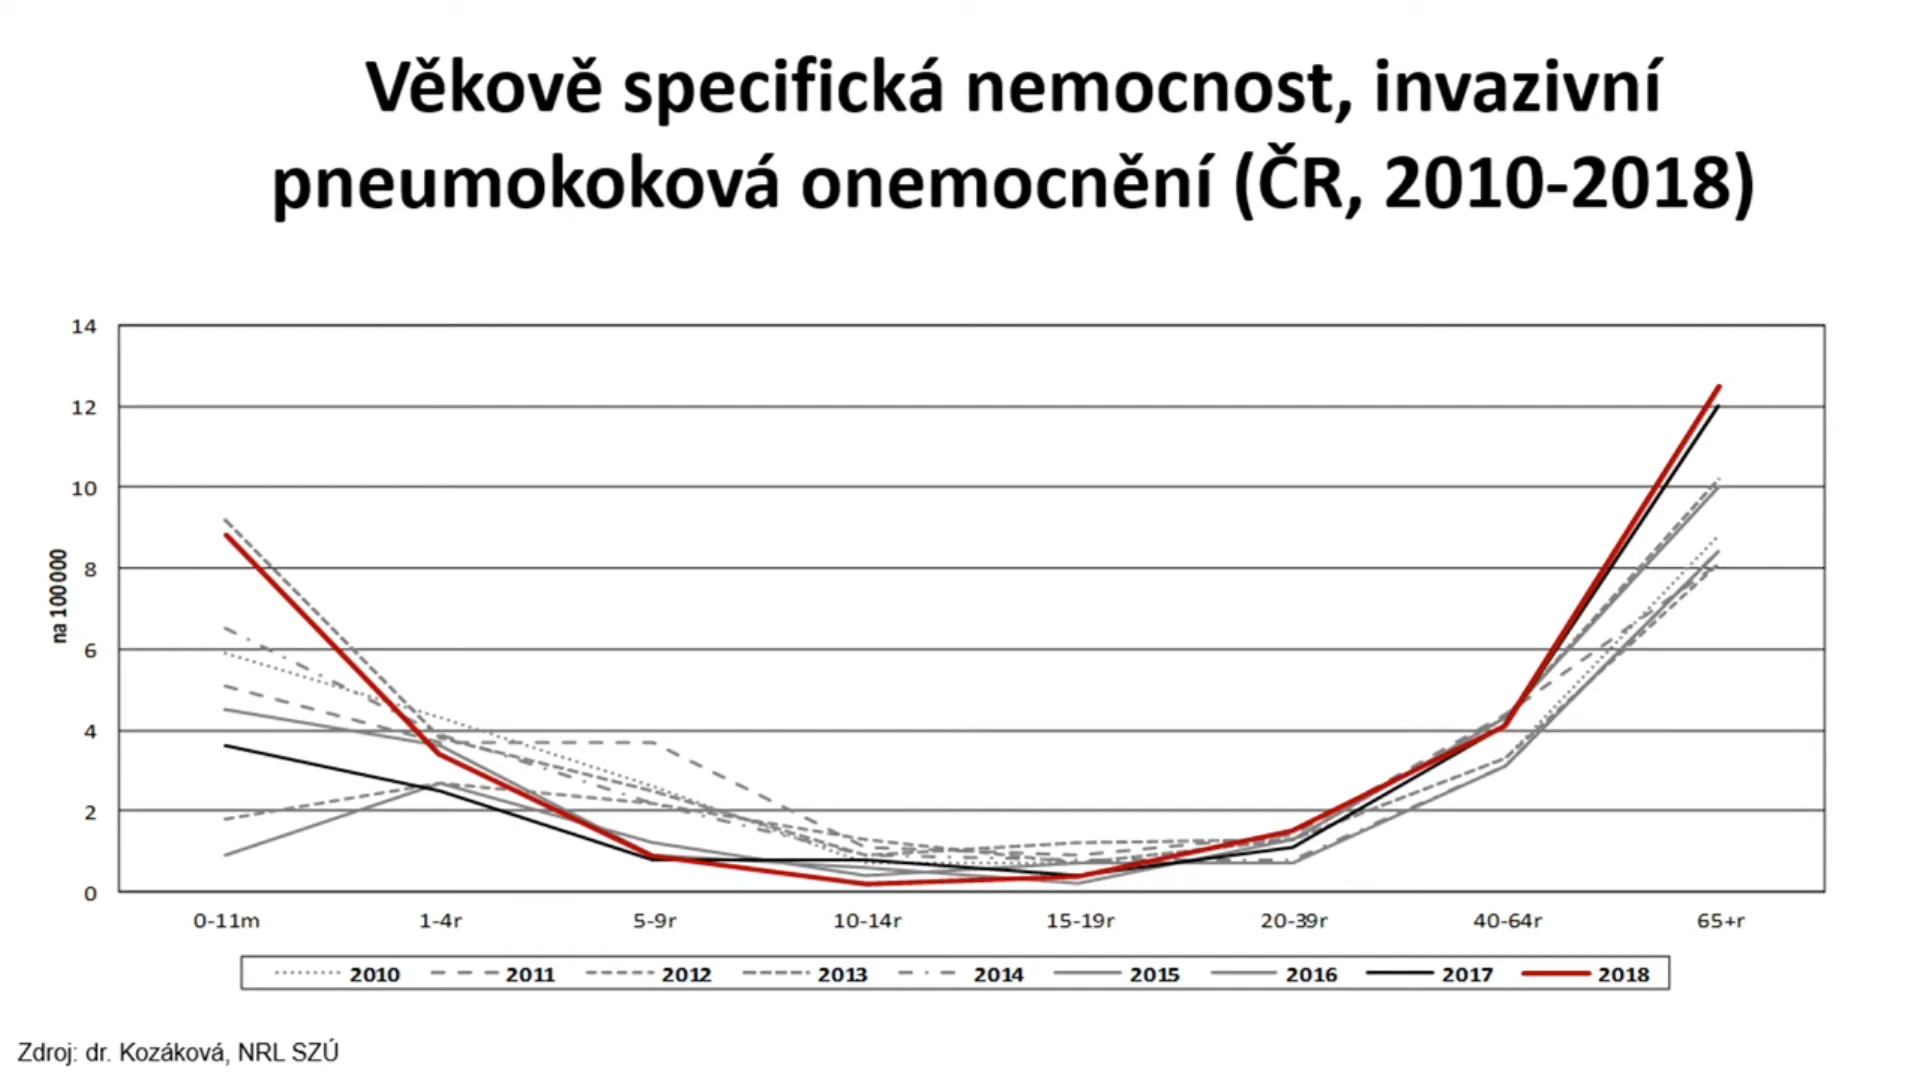 Věkově specifická nemocnost, invazivní
pneumokoková onemocnění (ČR, 2010-2018)
14
12
10
8
6
4
2
0
na 100000
0-11m 1-4r 5-9r 10-14r 15-19r 20-39r 40-64r 65+r
2010 2011 2012 2013 2014 2015 2016 2017 2018
Zdroj: dr. Kozáková, NRL SZÚ